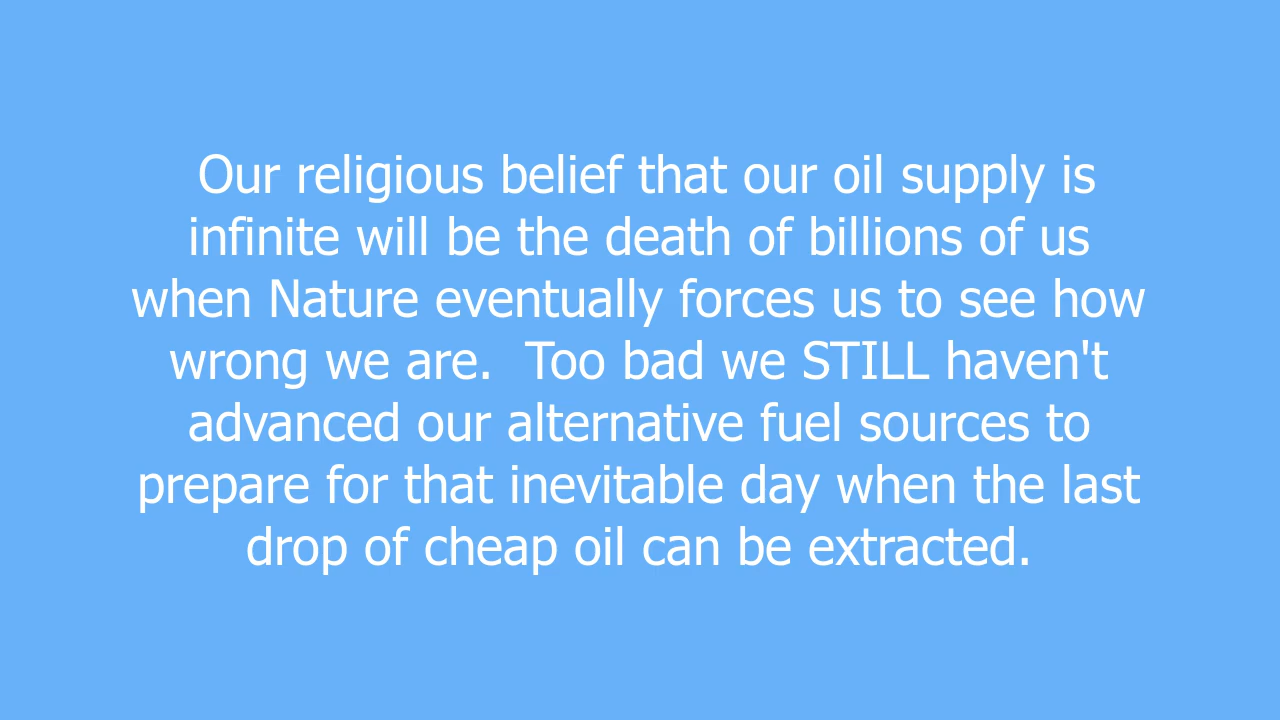 Our religious belief that our oil supply is
infinite will be the death of billions of us
when Nature eventually forces us to see how
wrong we are.  Too bad we STILL haven't
advanced our alternative fuel sources to
prepare for that inevitable day when the last
drop of cheap oil can be extracted.